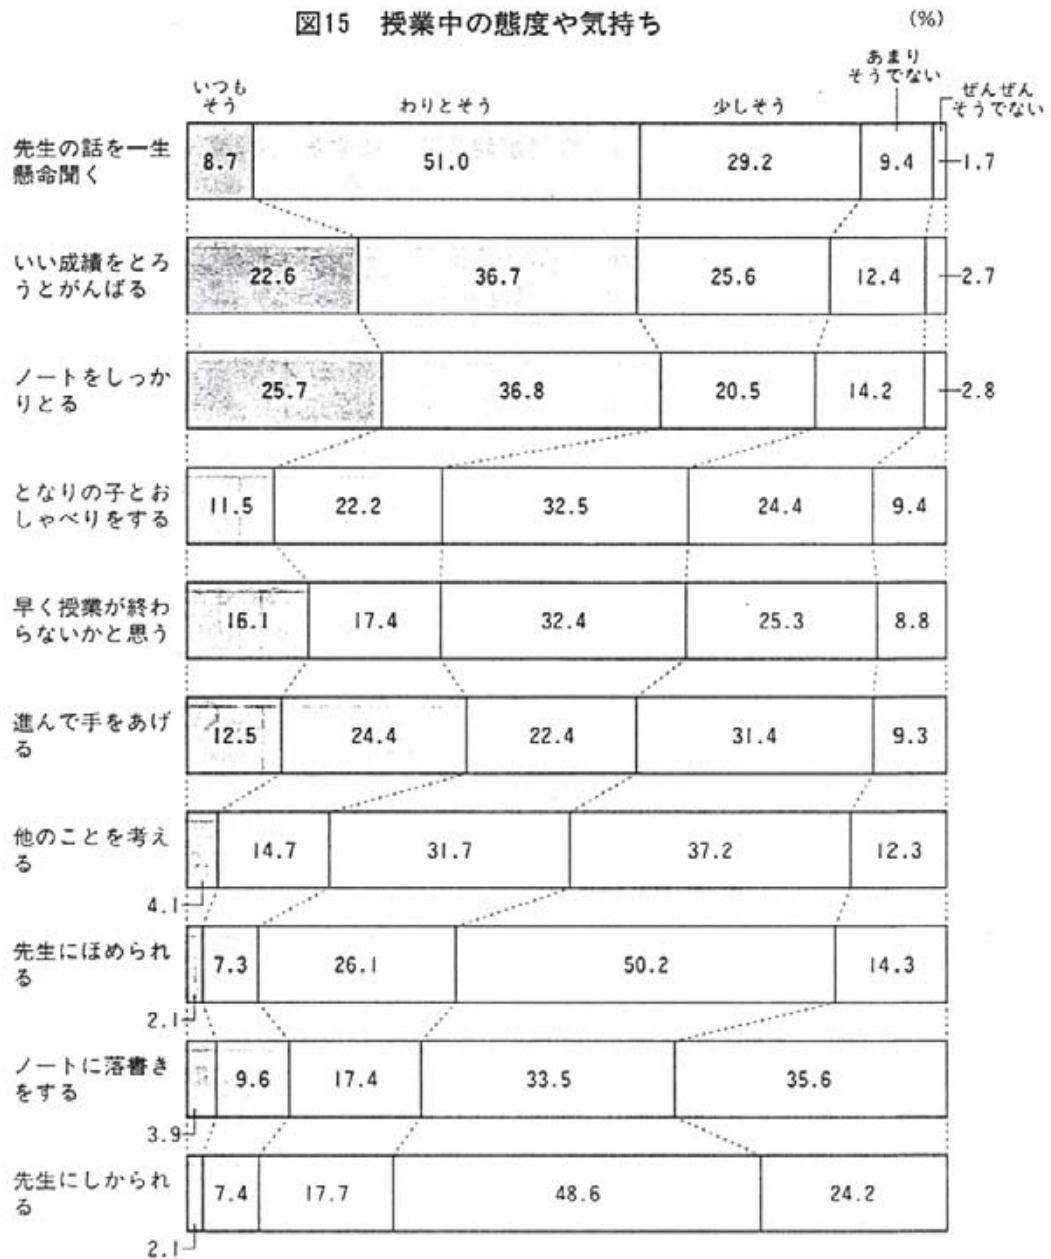 図15 授業中の態度や気持ち (%)
いつも
そう
わりとそう
少しそう
あまり
そうでない
ぜんぜん
そうでない
先生の話を一生
懸命聞く
8.7 51.0 29.2 9.4 1.7
いい成績をとろ
うとがんばる
22.6 36.7 25.6 12.4 2.7
ノートをしっか
りとる
25.7 36.8 20.5 14.2 2.8
となりの子とお
しゃべりをする
11.5 22.2 32.5 24.4 9.4
早く授業が終わ
らないかと思う
16.1 17.4 32.4 25.3 8.8
進んで手をあげ
る
12.5 24.4 22.4 31.4 9.3
他のことを考え
る
4.1 14.7 31.7 37.2 12.3
先生にほめられ
る
2.1 7.3 26.1 50.2 14.3
ノートに落書き
をする
3.9 9.6 17.4 33.5 35.6
先生にしかられ
る
2.1 7.4 17.7 48.6 24.2